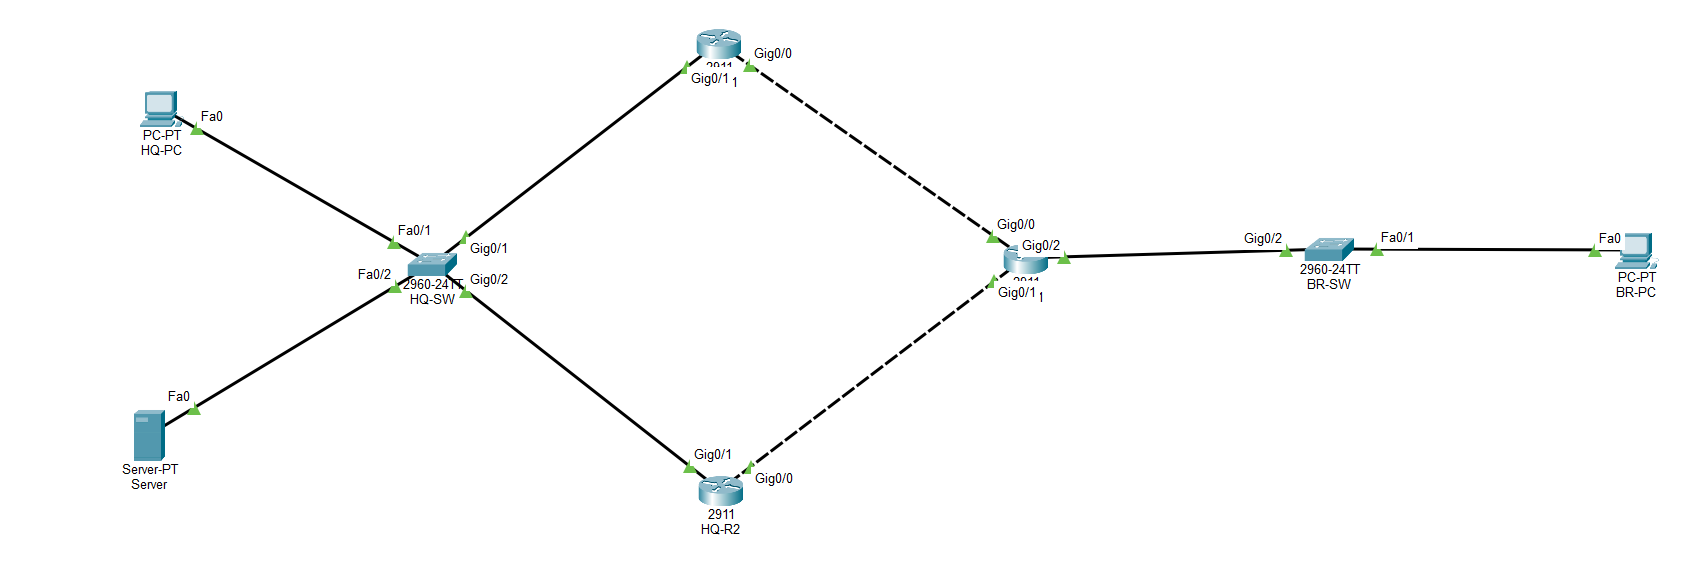 Gig0/0
2911
Gig0/1
1
PC-PT
HQ-PC
Fa0
Fa0/1
Gig0/1
Fa0/2
Gig0/2
2960-24TT
HQ-SW
Fa0
Server-PT
Server
Gig0/1
Gig0/0
2911
HQ-R2
Gig0/0
Gig0/2
2911
Gig0/1
1
Gig0/2
Fa0/1
2960-24TT
BR-SW
Fa0
PC-PT
BR-PC